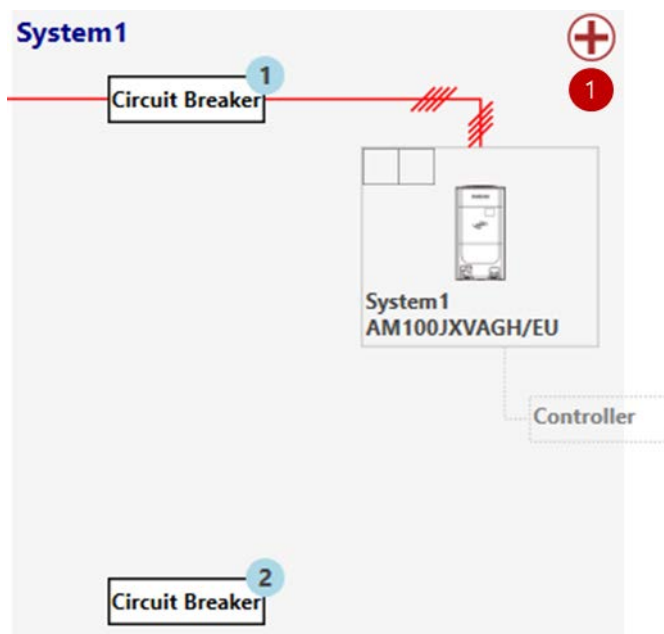 System1
1
Circuit Breaker
1
System1
AM100JXVAGH/EU
Controller
2
Circuit Breaker